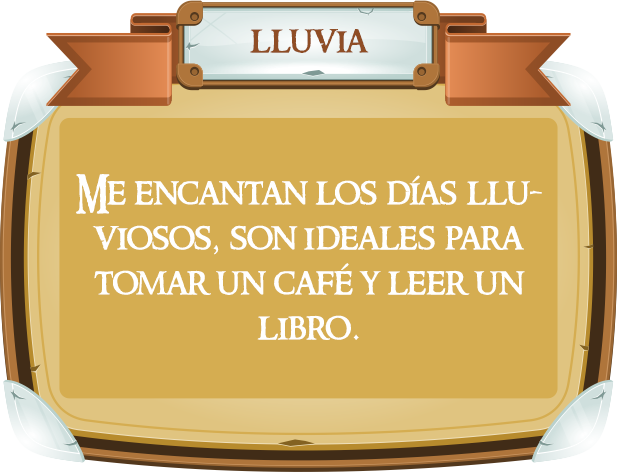 LLUVIA
Me encantan los días llu-
viosos, son ideales para
tomar un café y leer un
libro.